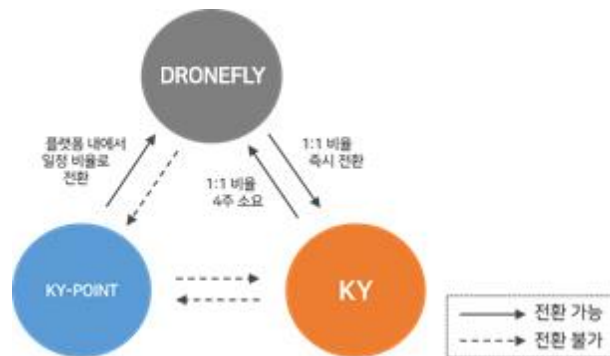 DRONEFLY
플랫폼 내에서
일정 비율로
전환
1:1 비율
즉시 전환
1:1 비율
4주 소요
KY-POINT
KY
전환 가능
전환 불가